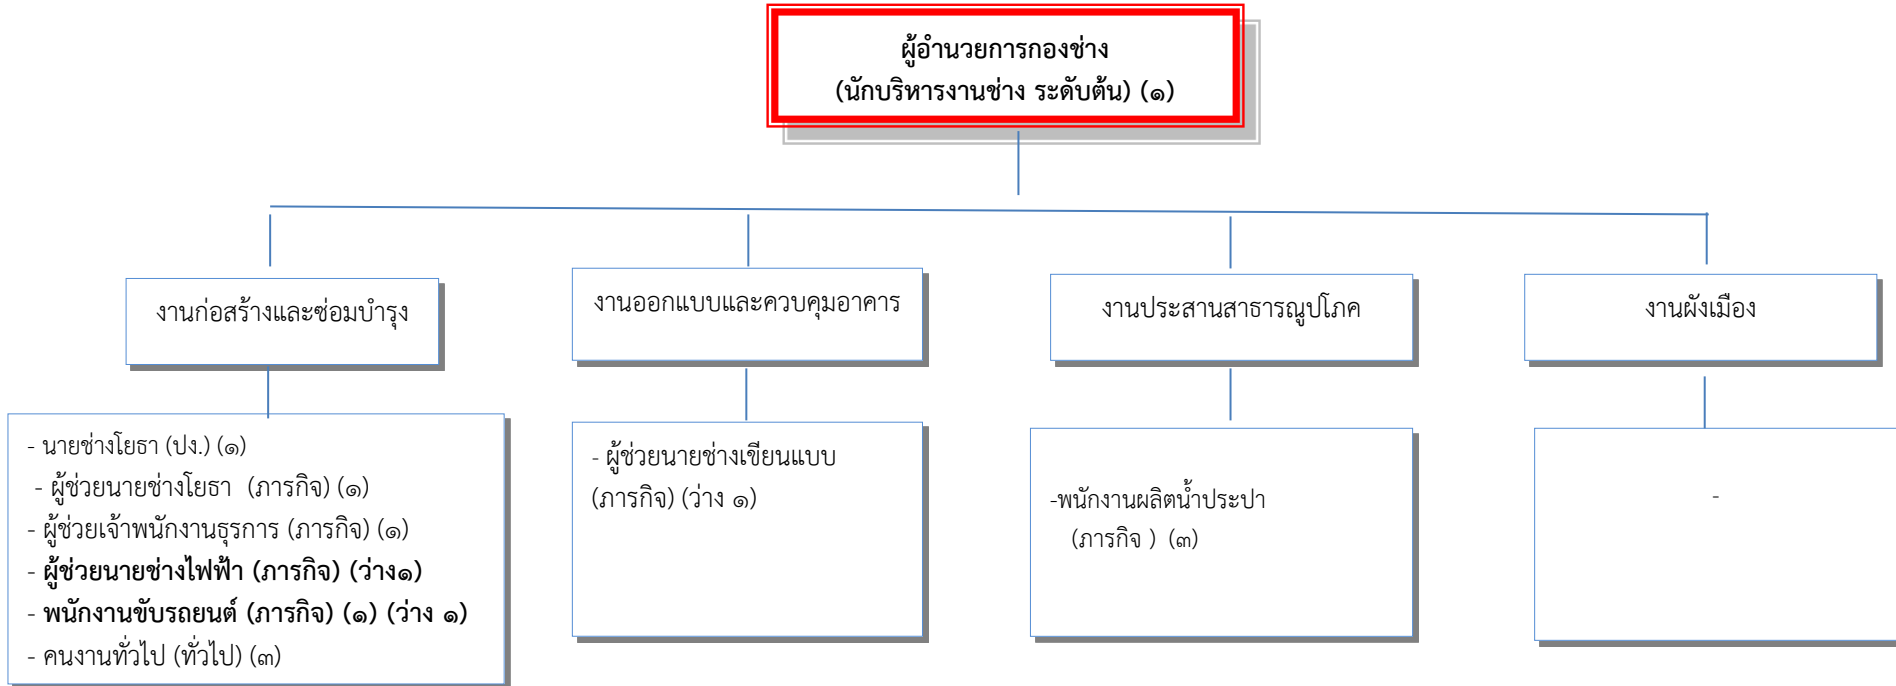 ผู้อำนวยการกองช่าง
(นักบริหารงานช่าง ระดับต้น) (๑)
งานก่อสร้างและซ่อมบำรุง
งานออกแบบและควบคุมอาคาร
งานประสานสาธารณูปโภค
งานผังเมือง
- นายช่างโยธา (ปง.) (๑)
- ผู้ช่วยนายช่างโยธา (ภารกิจ) (๑)
- ผู้ช่วยเจ้าพนักงานธุรการ (ภารกิจ) (๑)
- ผู้ช่วยนายช่างไฟฟ้า (ภารกิจ) (ว่าง๑)
- พนักงานขับรถยนต์ (ภารกิจ) (๑) (ว่าง ๑)
- คนงานทั่วไป (ทั่วไป) (๓)
- ผู้ช่วยนายช่างเขียนแบบ
(ภารกิจ) (ว่าง ๑)
-พนักงานผลิตน้ำประปา
(ภารกิจ ) (๓)
-